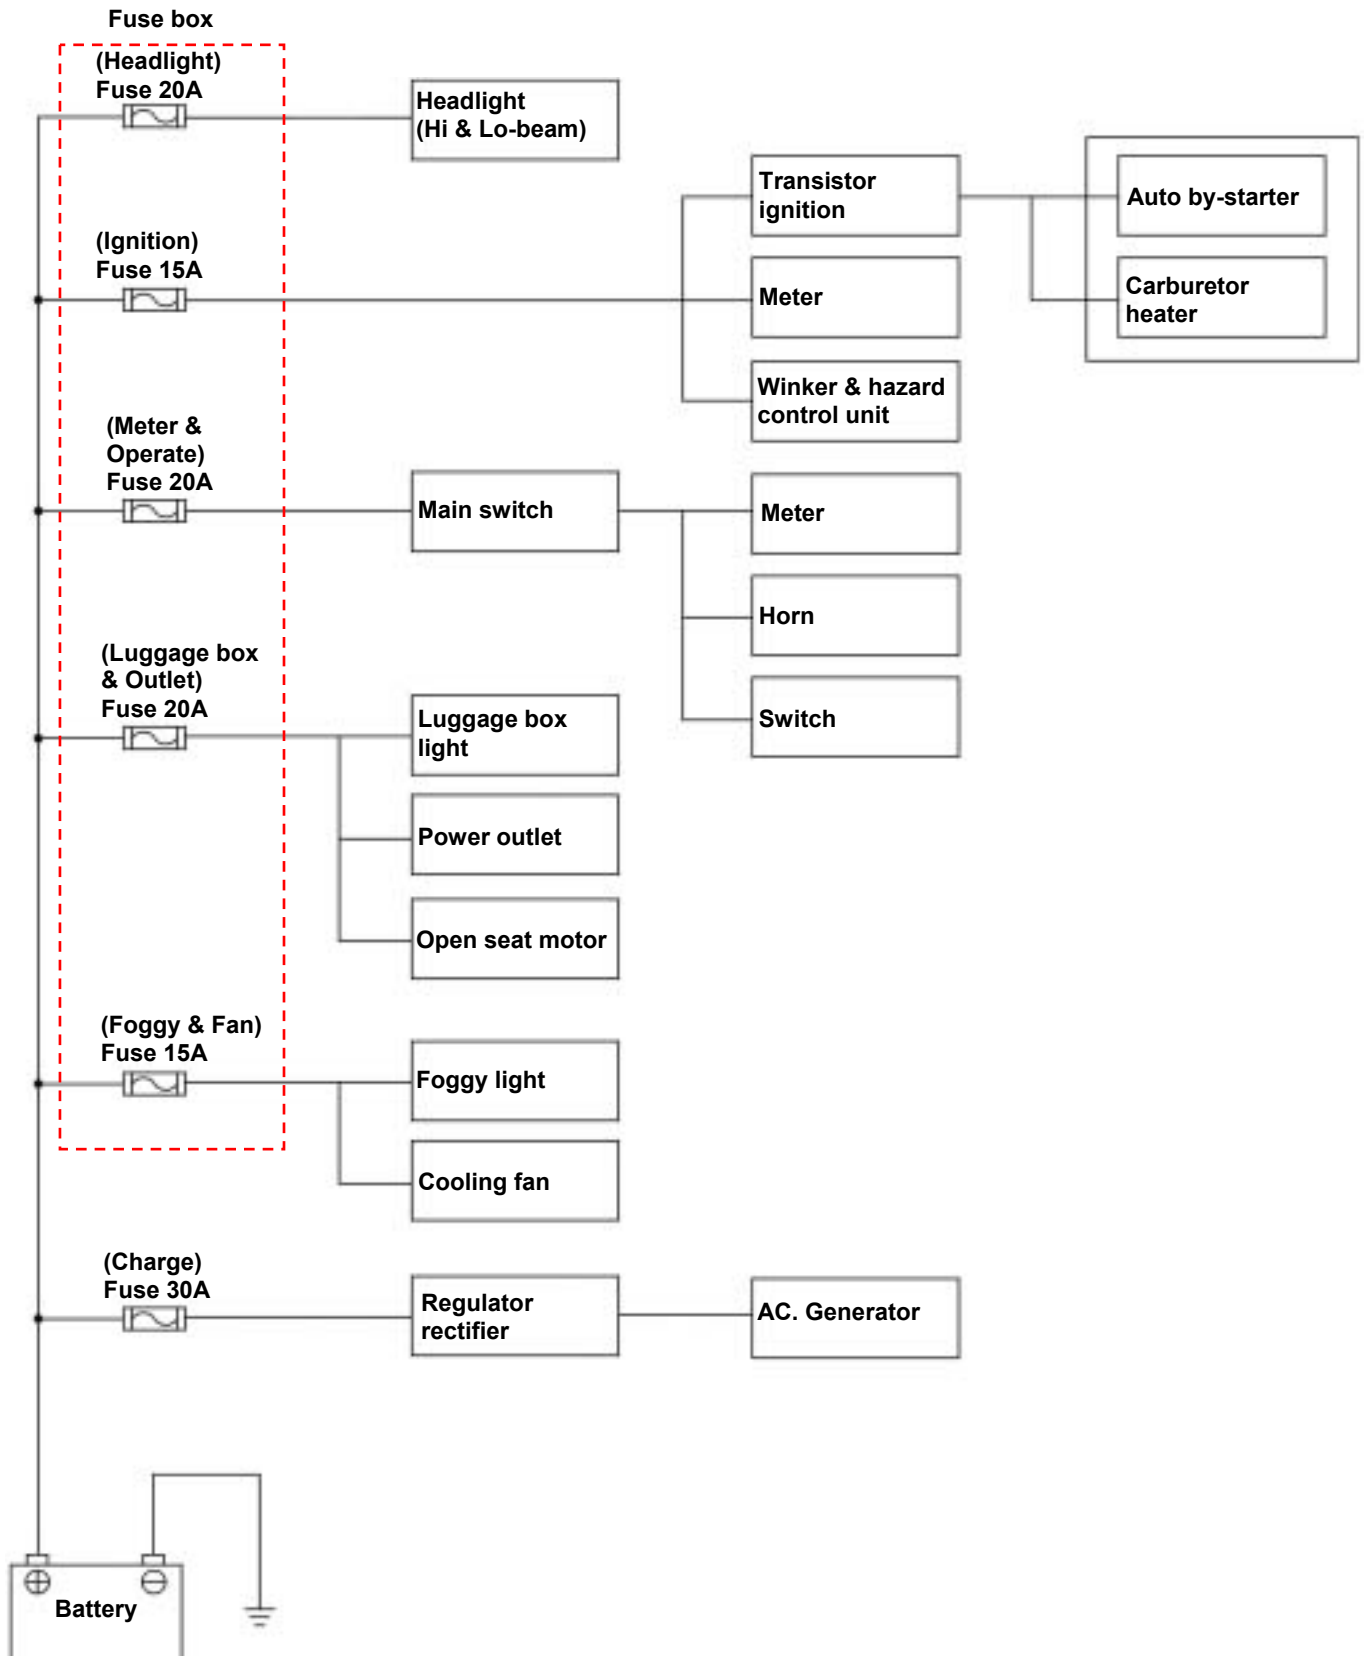 Fuse box
(Headlight)
Fuse 20A
Headlight
(Hi & Lo-beam)
Transistor
ignition
Auto by-starter
(Ignition)
Fuse 15A
Meter
Carburetor
heater
Winker & hazard
control unit
(Meter &
Operate)
Fuse 20A
Main switch
Meter
Horn
Switch
(Luggage box
& Outlet)
Fuse 20A
Luggage box
light
Power outlet
Open seat motor
(Foggy & Fan)
Fuse 15A
Foggy light
Cooling fan
(Charge)
Fuse 30A
Regulator
rectifier
AC. Generator
Battery